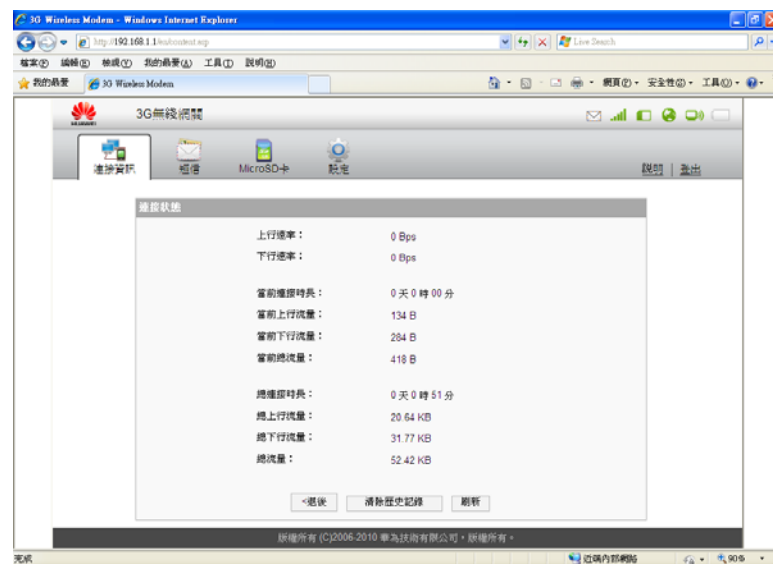 3G Wireless Modem - Windows Internet Explorer
http://192.168.1.1/en/content.asp
Live Search
檔案(F) 編輯(E) 檢視(V) 我的最愛(A) 工具(T) 說明(H)
我的最愛 3G Wireless Modem 網頁(P) 安全性(S) 工具(O)
HUAWEI 3G無綫網關
連接資訊 短信 MicroSD卡 設定 説明 | 登出
連接狀態
上行速率： 0 Bps
下行速率： 0 Bps
當前連接時長： 0 天 0 時 00 分
當前上行流量： 134 B
當前下行流量： 284 B
當前總流量： 418 B
總連接時長： 0 天 0 時 51 分
總上行流量： 20.64 KB
總下行流量： 31.77 KB
總流量： 52.42 KB
<退後 清除歷史記錄 刷新
版權所有 (C)2006-2010 華為技術有限公司，版權所有。
完成 近端內部網路 90%